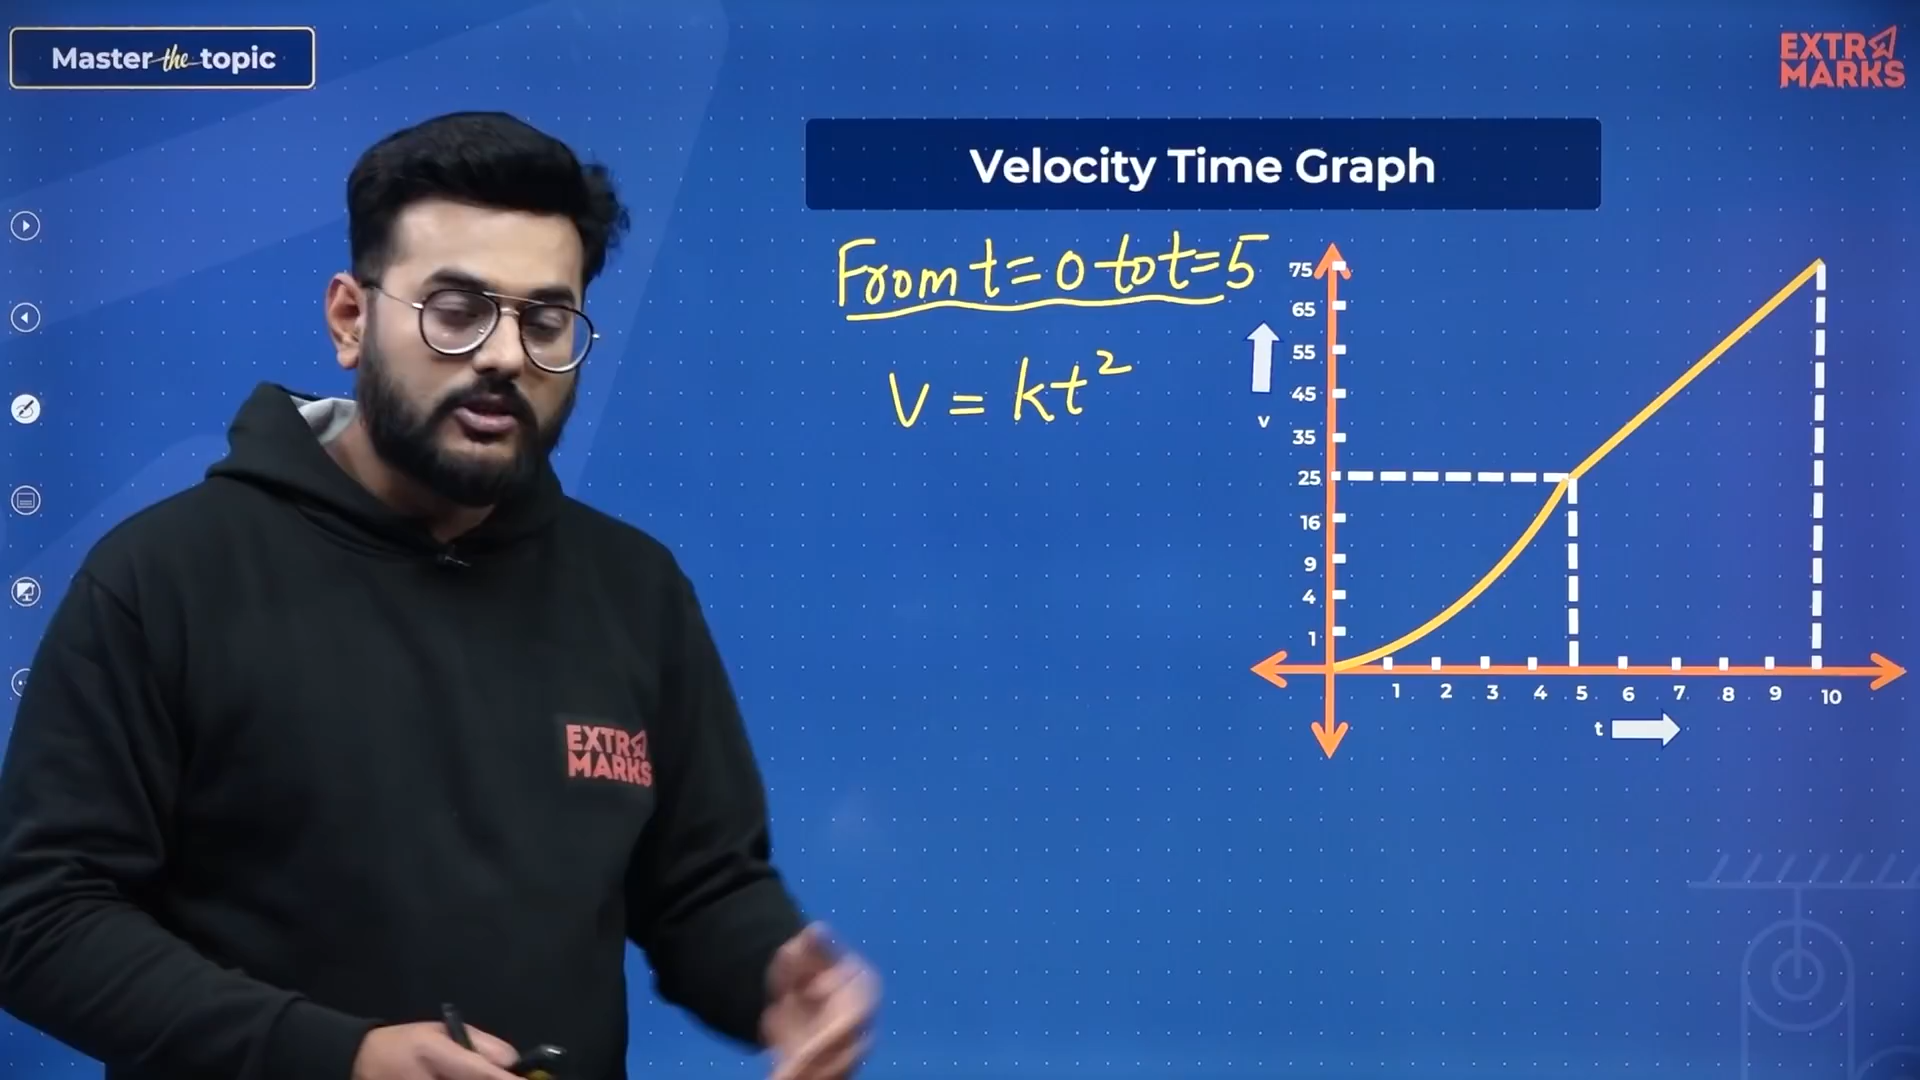 Master the topic
EXTRA
MARKS
Velocity Time Graph
From t = 0 to t = 5
V = kt²
75
65
55
45
v
35
25
16
9
4
1
1 2 3 4 5 6 7 8 9 10
t
EXTRA
MARKS